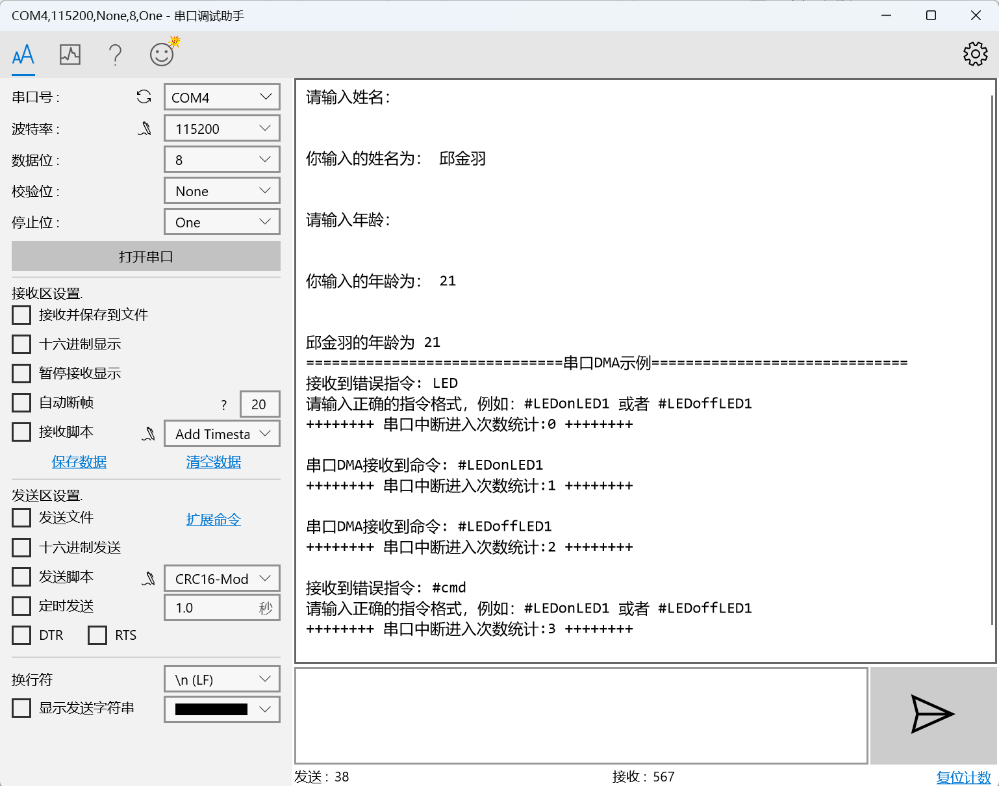 COM4,115200,None,8,One - 串口调试助手
串口号 :
COM4
波特率 :
115200
数据位 :
8
校验位 :
None
停止位 :
One
打开串口
接收区设置.
接收并保存到文件
十六进制显示
暂停接收显示
自动断帧
?
20
接收脚本
Add Timesta
保存数据
清空数据
发送区设置.
发送文件
扩展命令
十六进制发送
发送脚本
CRC16-Mod
定时发送
1.0 秒
DTR
RTS
换行符
\n (LF)
显示发送字符串
请输入姓名:
你输入的姓名为: 邱金羽
请输入年龄:
你输入的年龄为: 21
邱金羽的年龄为 21
==============================串口DMA示例==============================
接收到错误指令: LED
请输入正确的指令格式, 例如: #LEDonLED1 或者 #LEDoffLED1
++++++++ 串口中断进入次数统计:0 ++++++++
串口DMA接收到命令: #LEDonLED1
++++++++ 串口中断进入次数统计:1 ++++++++
串口DMA接收到命令: #LEDoffLED1
++++++++ 串口中断进入次数统计:2 ++++++++
接收到错误指令: #cmd
请输入正确的指令格式, 例如: #LEDonLED1 或者 #LEDoffLED1
++++++++ 串口中断进入次数统计:3 ++++++++
发送 : 38
接收 : 567
复位计数